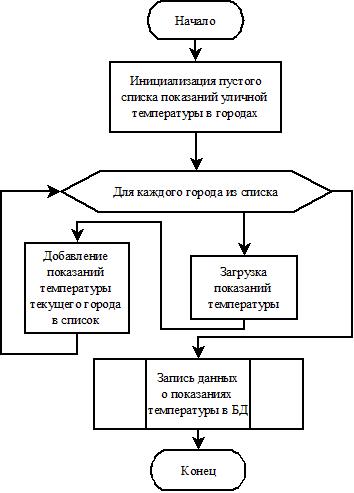 Начало
Инициализация пустого
списка показаний уличной
температуры в городах
Для каждого города из списка
Загрузка
показаний
температуры
Добавление
показаний
температуры
текущего города
в список
Запись данных
о показаниях
температуры в БД
Конец